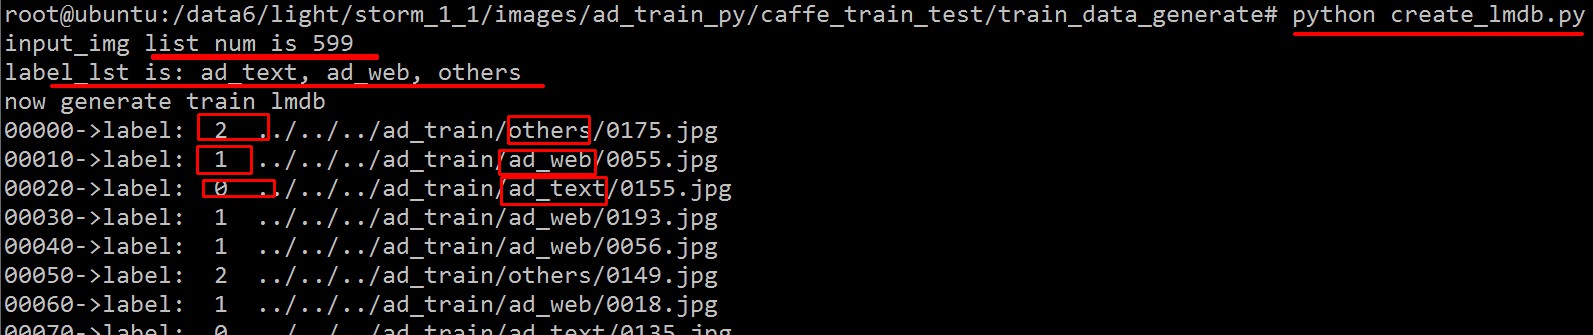 root@ubuntu:/data6/light/storm_1_1/images/ad_train_py/caffe_train_test/train_data_generate# python create_lmdb.py
input_img list num is 599
label_lst is: ad_text, ad_web, others
now generate train lmdb
00000->label:  2  ../../../ad_train/others/0175.jpg
00010->label:  1  ../../../ad_train/ad_web/0055.jpg
00020->label:  0  ../../../ad_train/ad_text/0155.jpg
00030->label:  1  ../../../ad_train/ad_web/0193.jpg
00040->label:  1  ../../../ad_train/ad_web/0056.jpg
00050->label:  2  ../../../ad_train/others/0149.jpg
00060->label:  1  ../../../ad_train/ad_web/0018.jpg
00070->label:  0  ../../../ad_train/ad_text/0135.jpg